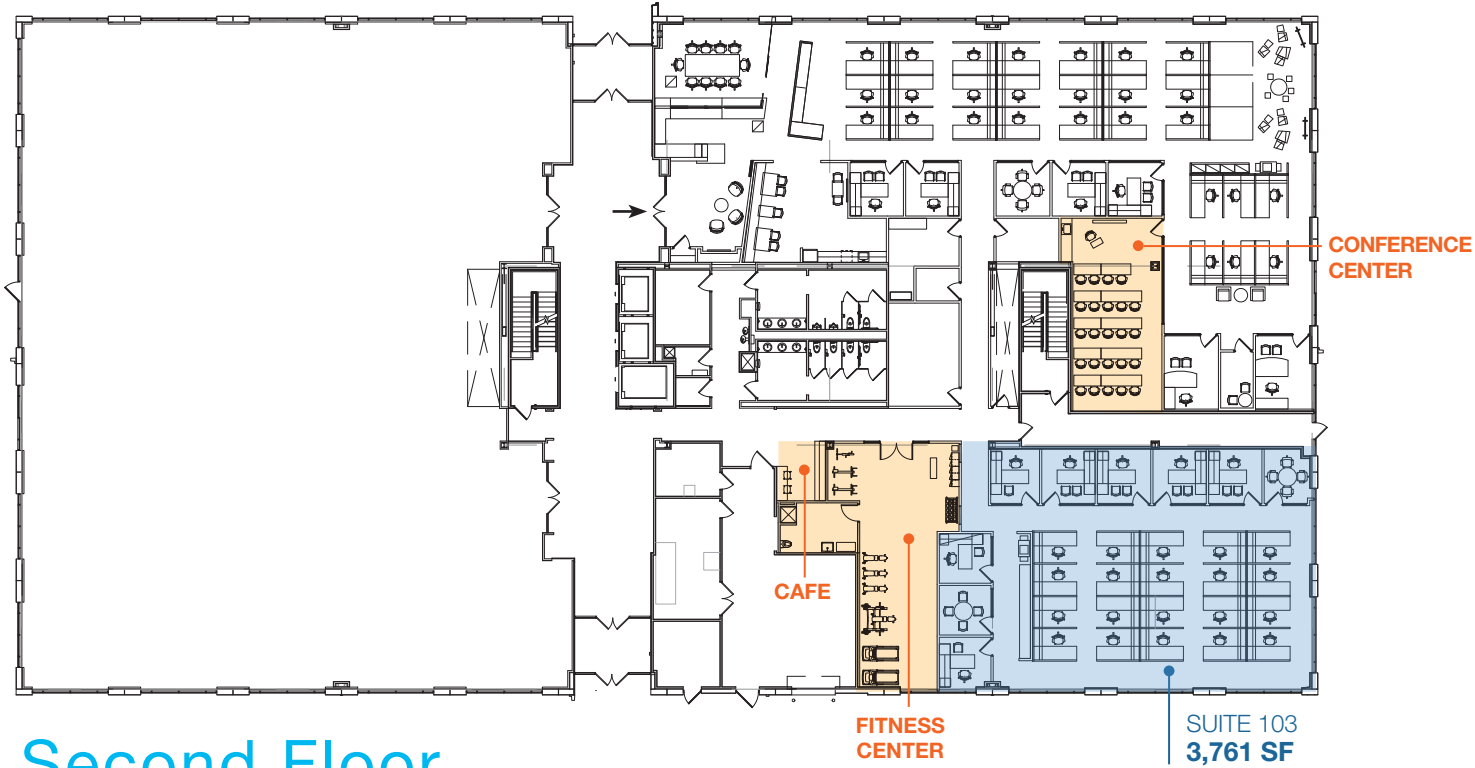 CONFERENCE
CENTER
CAFE
FITNESS
CENTER
SUITE 103
3,761 SF
Second Floor